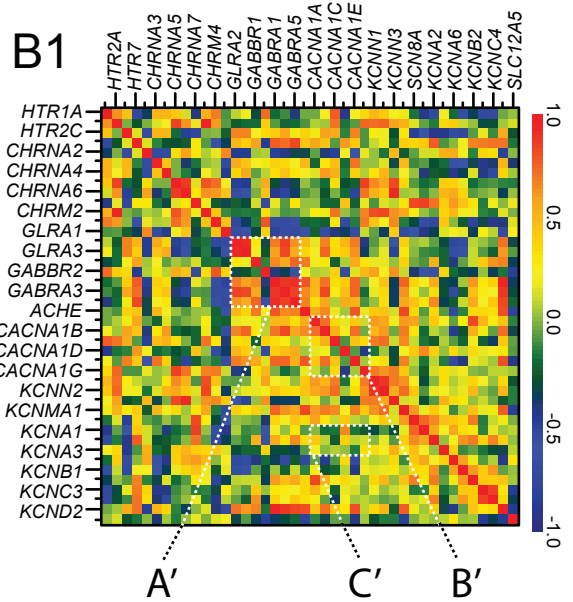 B1
HTR2A
HTR7
CHRNA3
CHRNA5
CHRNA7
CHRM4
GLRA2
GABBR1
GABRA1
GABRA5
CACNA1A
CACNA1C
CACNA1E
KCNN1
KCNN3
SCN8A
KCNA2
KCNA6
KCNB2
KCNC4
SLC12A5
HTR1A
HTR2C
CHRNA2
CHRNA4
CHRNA6
CHRM2
GLRA1
GLRA3
GABBR2
GABRA3
ACHE
CACNA1B
CACNA1D
CACNA1G
KCNN2
KCNMA1
KCNA1
KCNA3
KCNB1
KCNC3
KCND2
1.0
0.5
0.0
-0.5
-1.0
A′
C′
B′